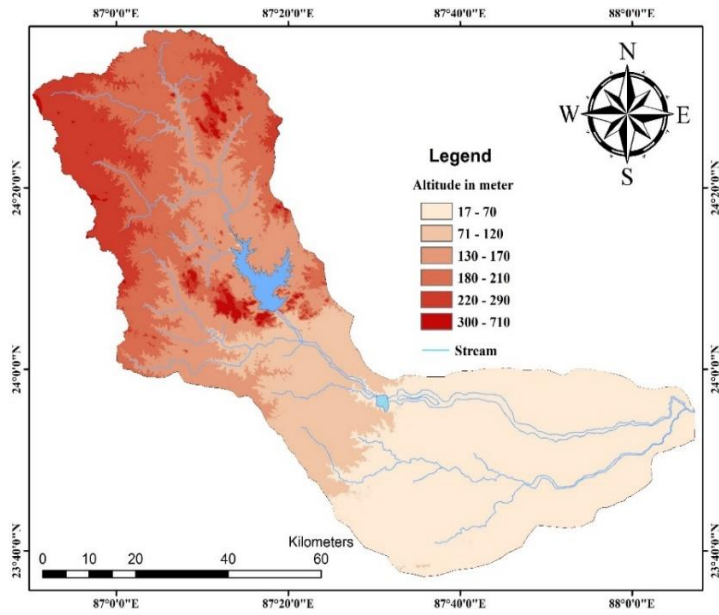 87°0'0"E 87°20'0"E 87°40'0"E 88°0'0"E
N
W E
S
Legend
Altitude in meter
17 - 70
71 - 120
130 - 170
180 - 210
220 - 290
300 - 710
Stream
24°20'0"N 24°20'0"N
24°0'0"N 24°0'0"N
23°40'0"N 23°40'0"N
Kilometers
0 10 20 40 60
87°0'0"E 87°20'0"E 87°40'0"E 88°0'0"E